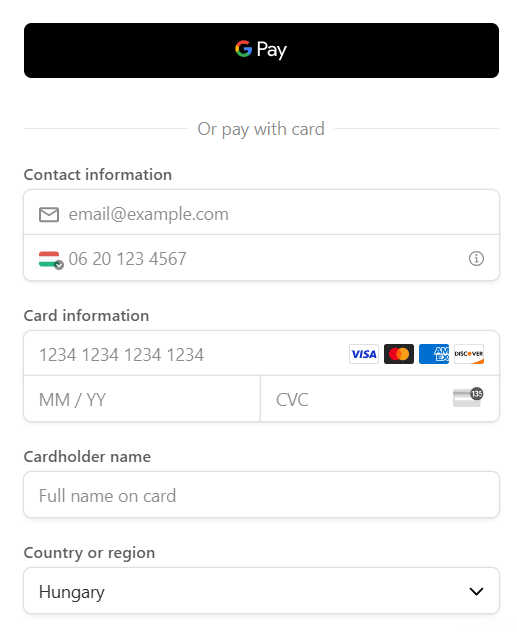 G Pay
Or pay with card
Contact information
email@example.com
06 20 123 4567
Card information
1234 1234 1234 1234 VISA AMEX DISCOVER
MM / YY CVC 135
Cardholder name
Full name on card
Country or region
Hungary